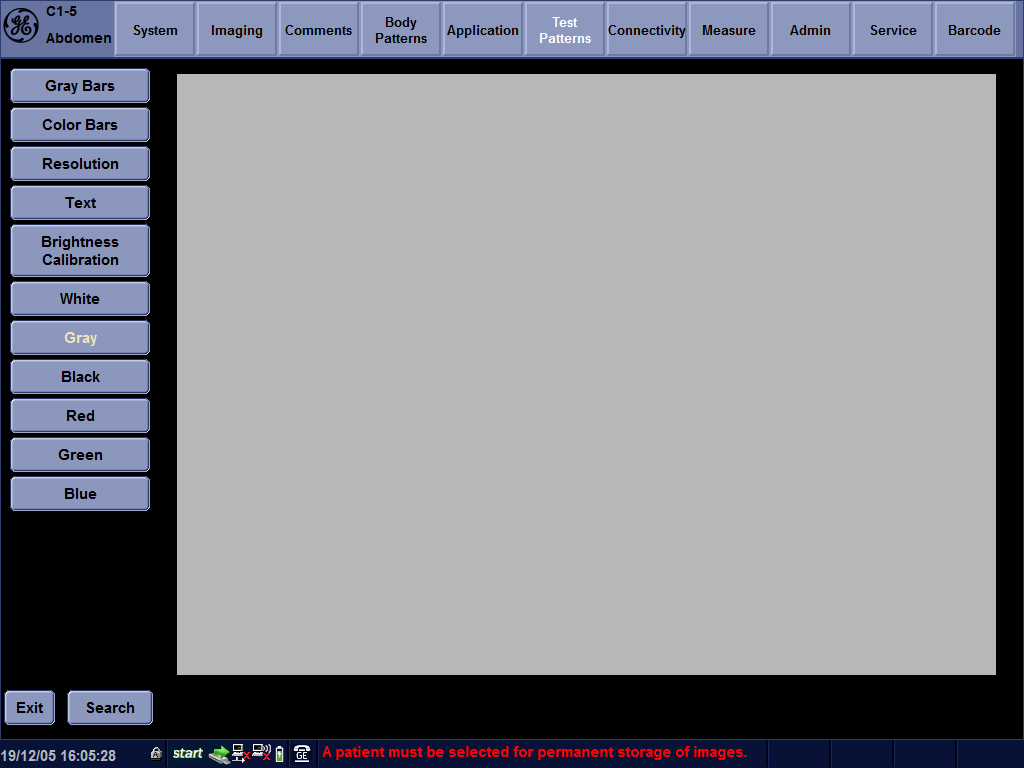 C1-5
Abdomen
System
Imaging
Comments
Body
Patterns
Application
Test
Patterns
Connectivity
Measure
Admin
Service
Barcode
Gray Bars
Color Bars
Resolution
Text
Brightness
Calibration
White
Gray
Black
Red
Green
Blue
Exit
Search
19/12/05 16:05:28
start
GE
A patient must be selected for permanent storage of images.